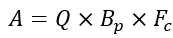 A = Q × B_p × F_c